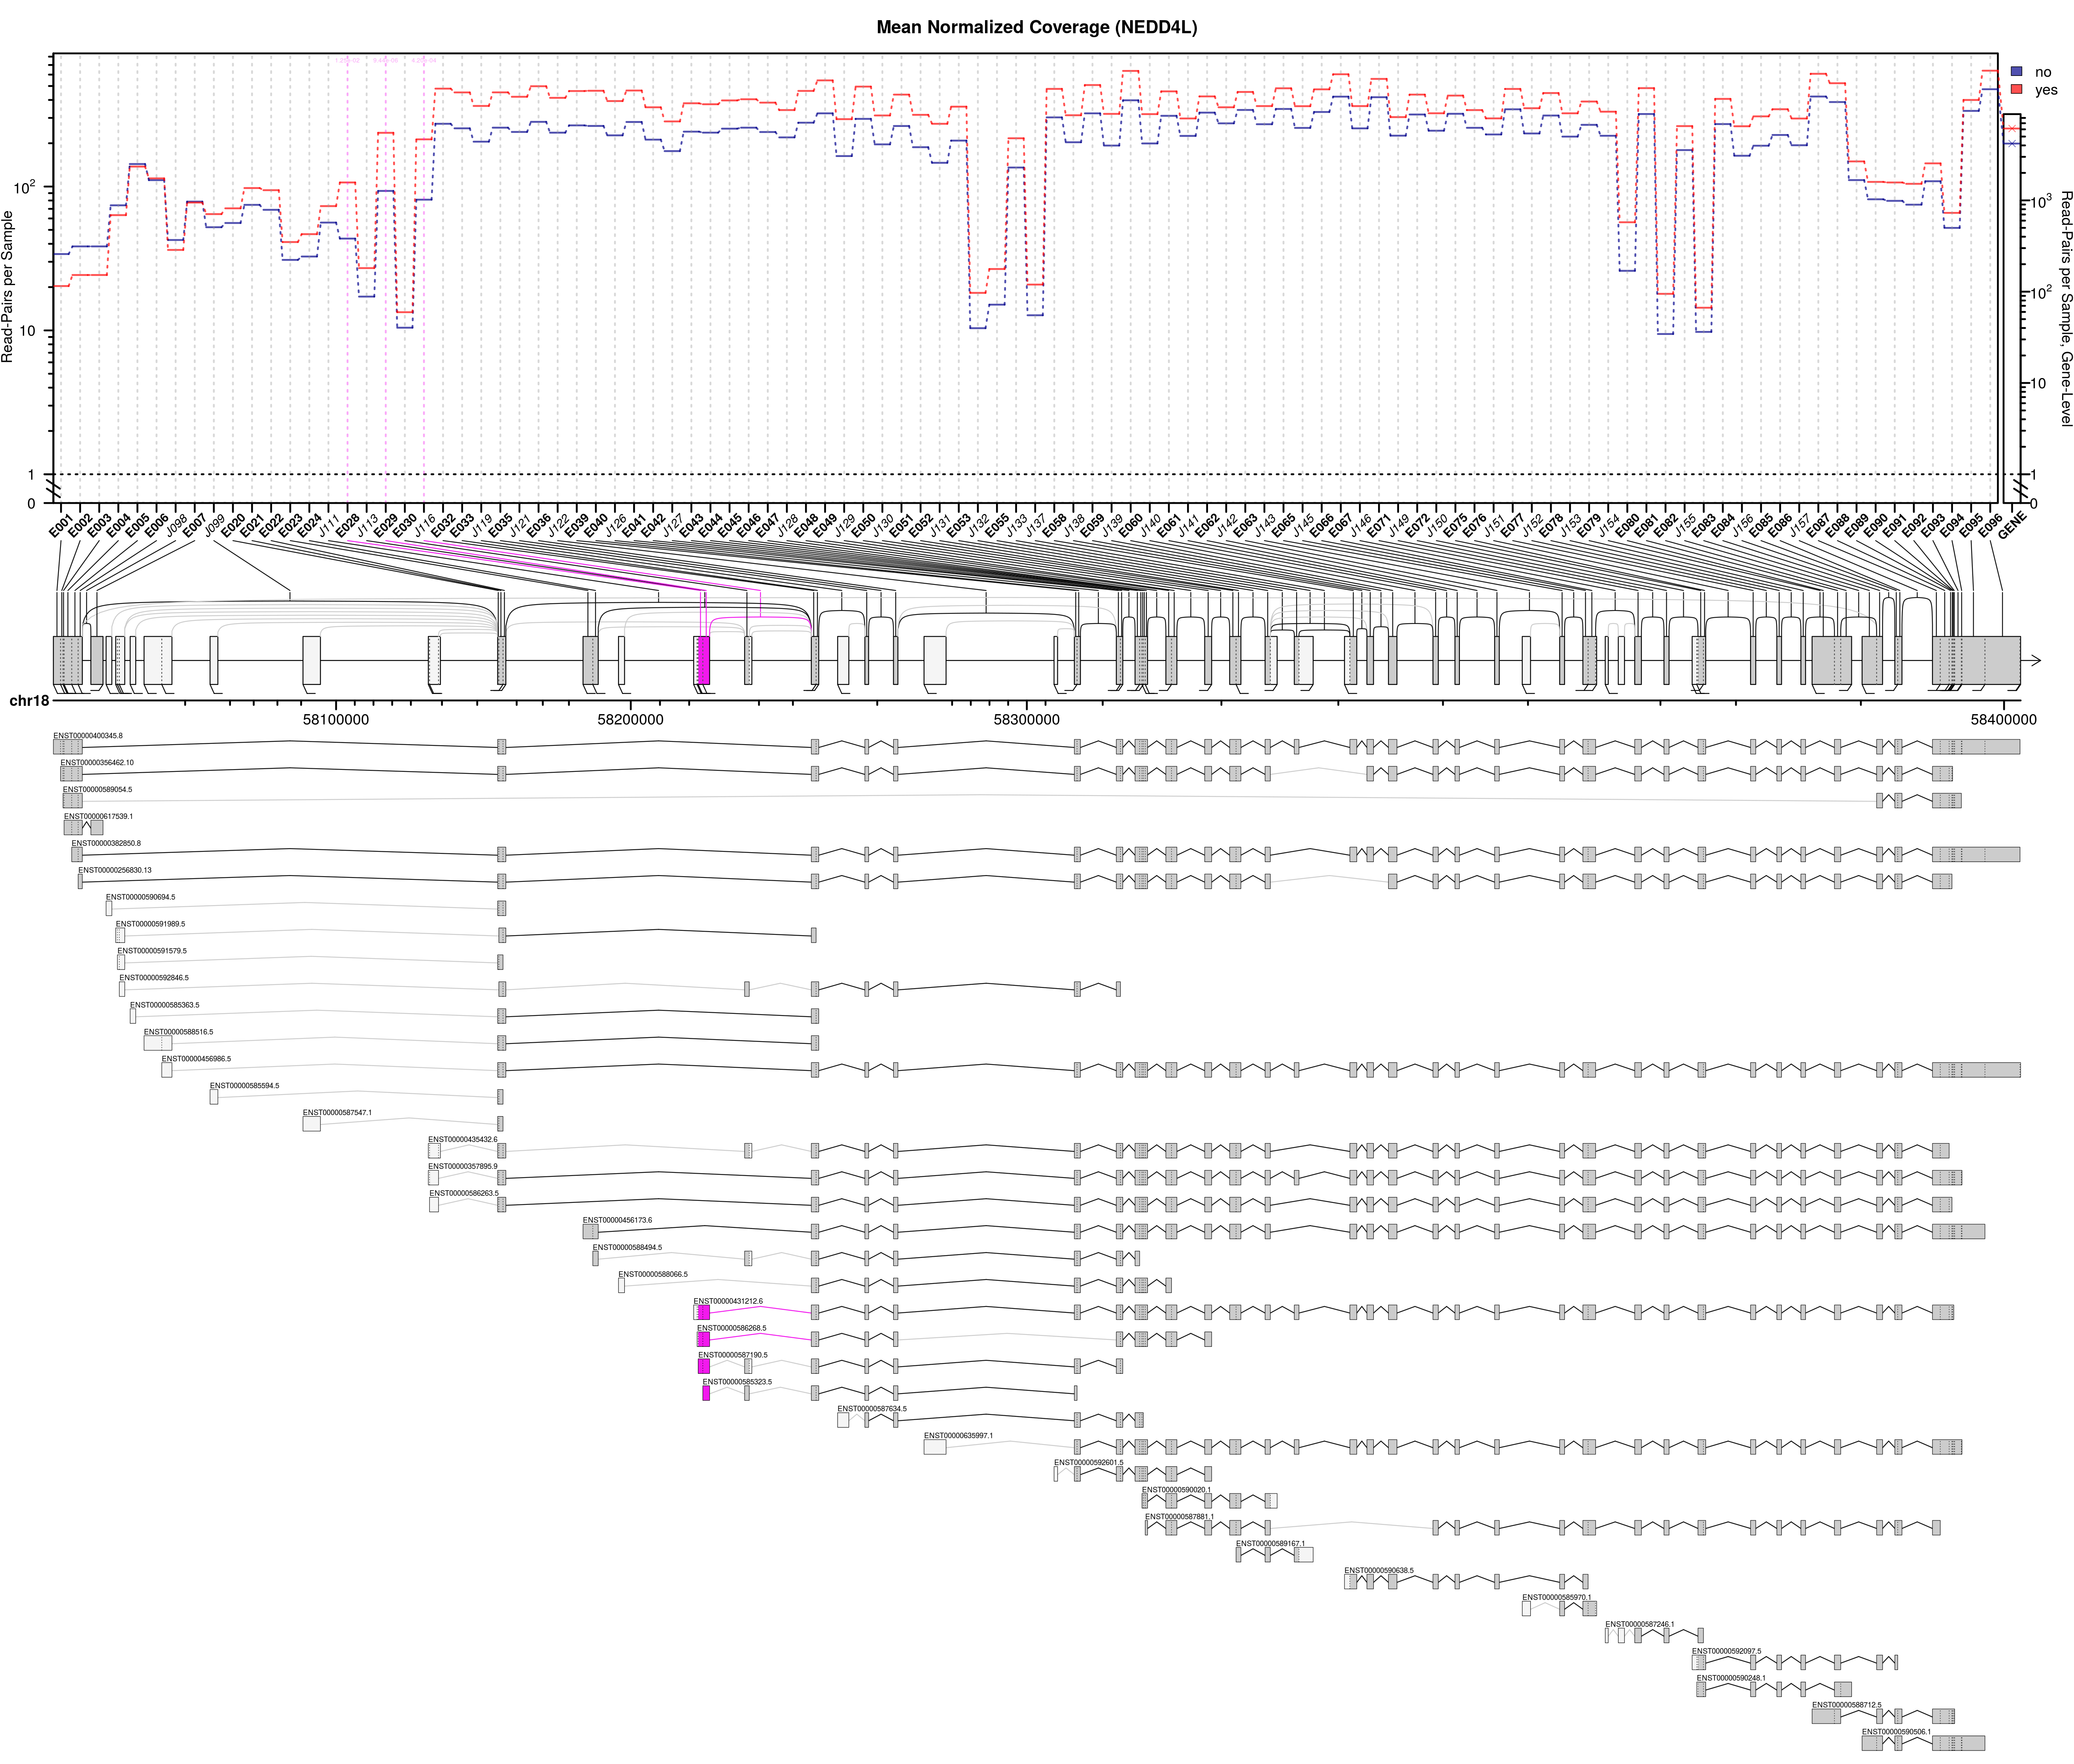 Mean Normalized Coverage (NEDD4L)
no
yes
Read-Pairs per Sample
10²
10
1
0
Read-Pairs per Sample, Gene-Level
10³
10²
10
1
0
E001 E002 E003 E004 E005 E006 J098 E007 J099 E020 E021 E022 E023 E024 J111 E028 J113 E029 E030 J116 E032 E033 J119 E035 J121 E036 J122 E039 E040 J126 E041 E042 J127 E043 E044 E045 E046 E047 J128 E048 E049 J129 E050 J130 E051 E052 J131 E053 J132 E055 J133 J137 E058 J138 E059 J139 E060 J140 E061 J141 E062 J142 E063 J143 E065 J145 E066 E067 J146 E071 J149 E072 J150 E075 E076 J151 E077 J152 E078 J153 E079 J154 E080 E081 E082 J155 E083 E084 J156 E085 E086 J157 E087 E088 E089 E090 E091 E092 E093 E094 E095 E096 GENE
chr18
58100000 58200000 58300000 58400000
ENST00000400345.8
ENST00000356462.10
ENST00000589054.5
ENST00000617539.1
ENST00000382850.8
ENST00000256830.13
ENST00000590694.5
ENST00000591989.5
ENST00000591579.5
ENST00000592846.5
ENST00000585363.5
ENST00000588516.5
ENST00000456986.5
ENST00000585594.5
ENST00000587547.1
ENST00000435432.6
ENST00000357895.9
ENST00000586263.5
ENST00000456173.6
ENST00000588494.5
ENST00000588066.5
ENST00000431212.6
ENST00000586268.5
ENST00000587190.5
ENST00000585323.5
ENST00000587634.5
ENST00000635997.1
ENST00000592601.5
ENST00000590020.1
ENST00000587881.1
ENST00000589167.1
ENST00000590638.5
ENST00000585970.1
ENST00000587246.1
ENST00000592097.5
ENST00000590248.1
ENST00000588712.5
ENST00000590506.1